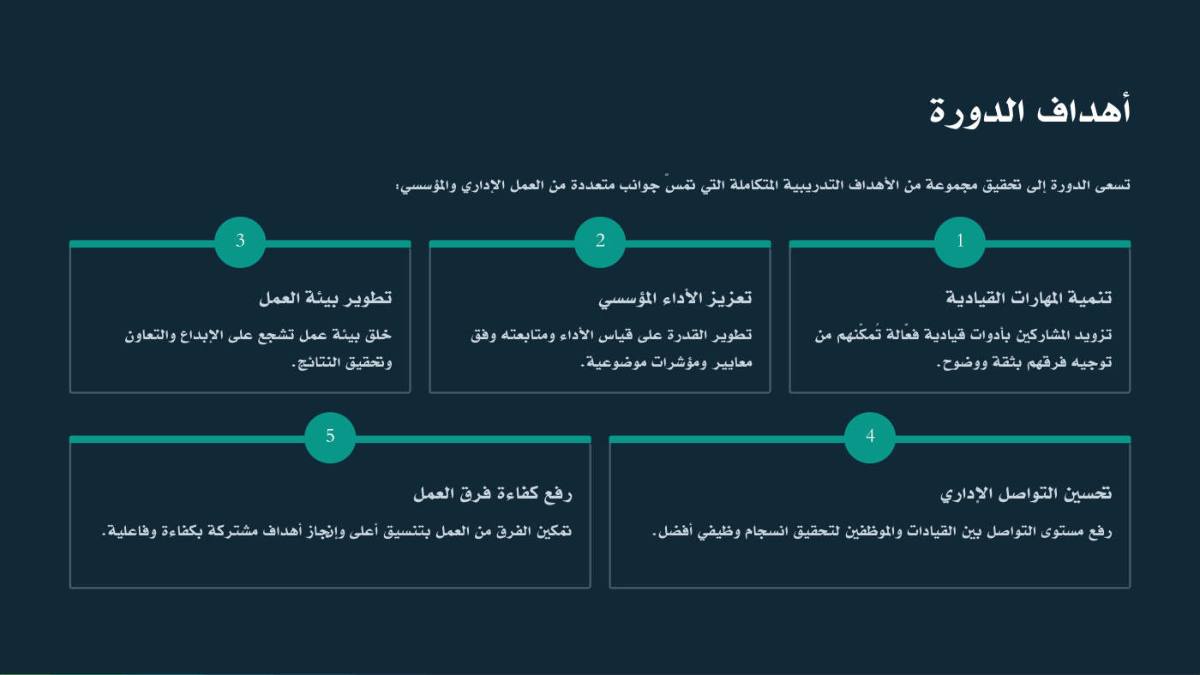 أهداف الدورة
تسعى الدورة إلى تحقيق مجموعة من الأهداف التدريبية المتكاملة التي تمسّ جوانب متعددة من العمل الإداري والمؤسسي:
1
تنمية المهارات القيادية
تزويد المشاركين بأدوات قيادية فعّالة تُمكّنهم من
توجيه فرقهم بثقة ووضوح.
2
تعزيز الأداء المؤسسي
تطوير القدرة على قياس الأداء ومتابعته وفق
معايير ومؤشرات موضوعية.
3
تطوير بيئة العمل
خلق بيئة عمل تشجع على الإبداع والتعاون
وتحقيق النتائج.
4
تحسين التواصل الإداري
رفع مستوى التواصل بين القيادات والموظفين لتحقيق انسجام وظيفي أفضل.
5
رفع كفاءة فرق العمل
تمكين الفرق من العمل بتنسيق أعلى وإنجاز أهداف مشتركة بكفاءة وفاعلية.